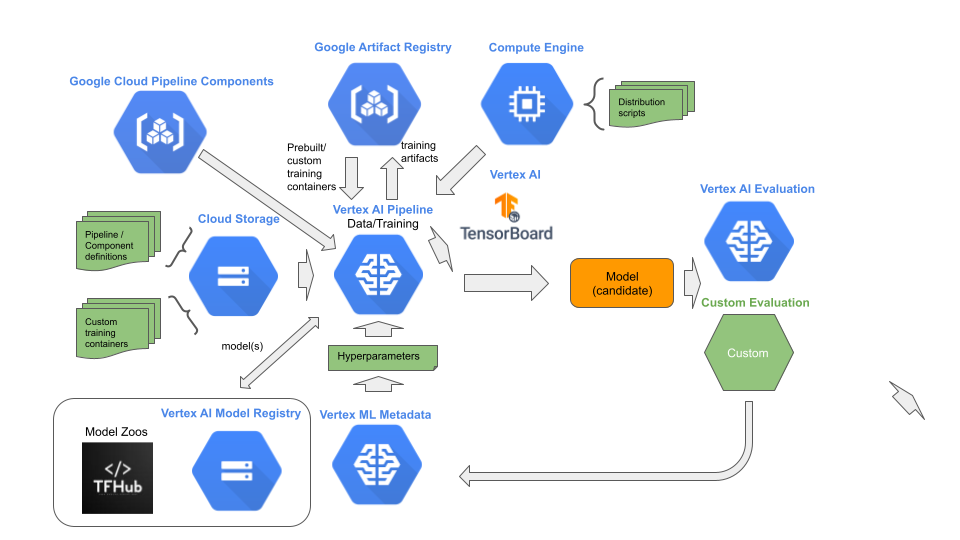 Google Artifact Registry
Compute Engine
Google Cloud Pipeline Components
Distribution
scripts
Prebuilt/
custom
training
containers
training
artifacts
Vertex AI
TensorBoard
Vertex AI Evaluation
Vertex AI Pipeline
Data/Training
Cloud Storage
Pipeline /
Component
definitions
Model
(candidate)
Custom Evaluation
Custom
training
containers
model(s)
Hyperparameters
Custom
Vertex AI Model Registry
Vertex ML Metadata
Model Zoos
</>
TFHub